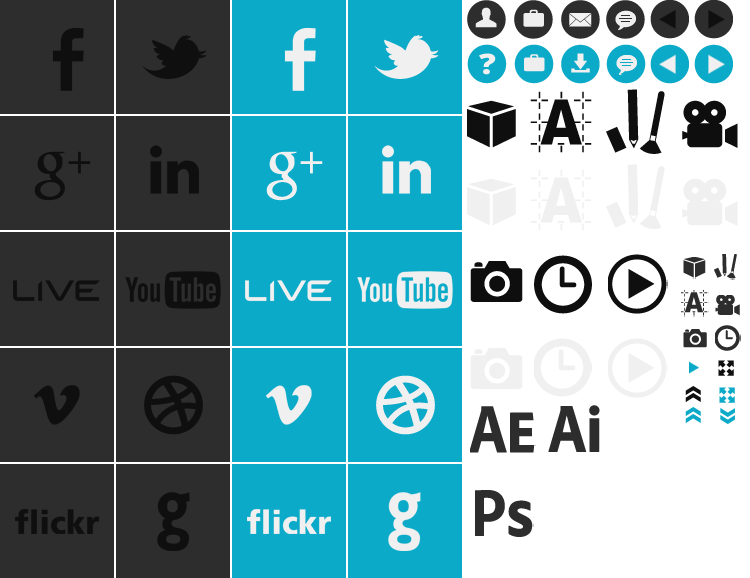 f f
g+ in g+ in
LIVE YouTube LIVE YouTube
v v
flickr g flickr g
?
A
A
A
AE Ai
Ps